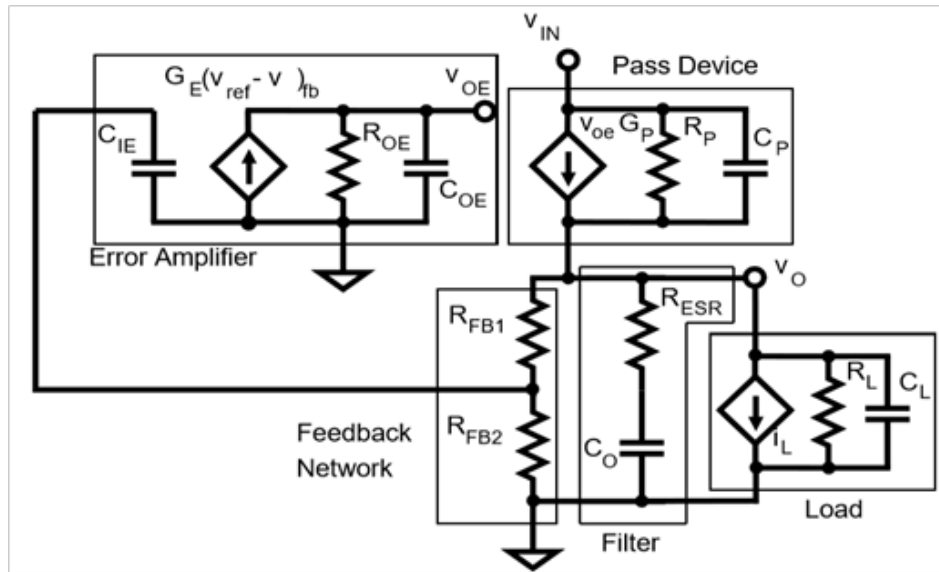 V_IN
Pass Device
G_E(v_ref - v )_fb
v_OE
C_IE
R_OE
C_OE
v_oe G_P
R_P
C_P
Error Amplifier
v_O
R_FB1
R_ESR
R_FB2
C_O
R_L
C_L
i_L
Feedback
Network
Filter
Load